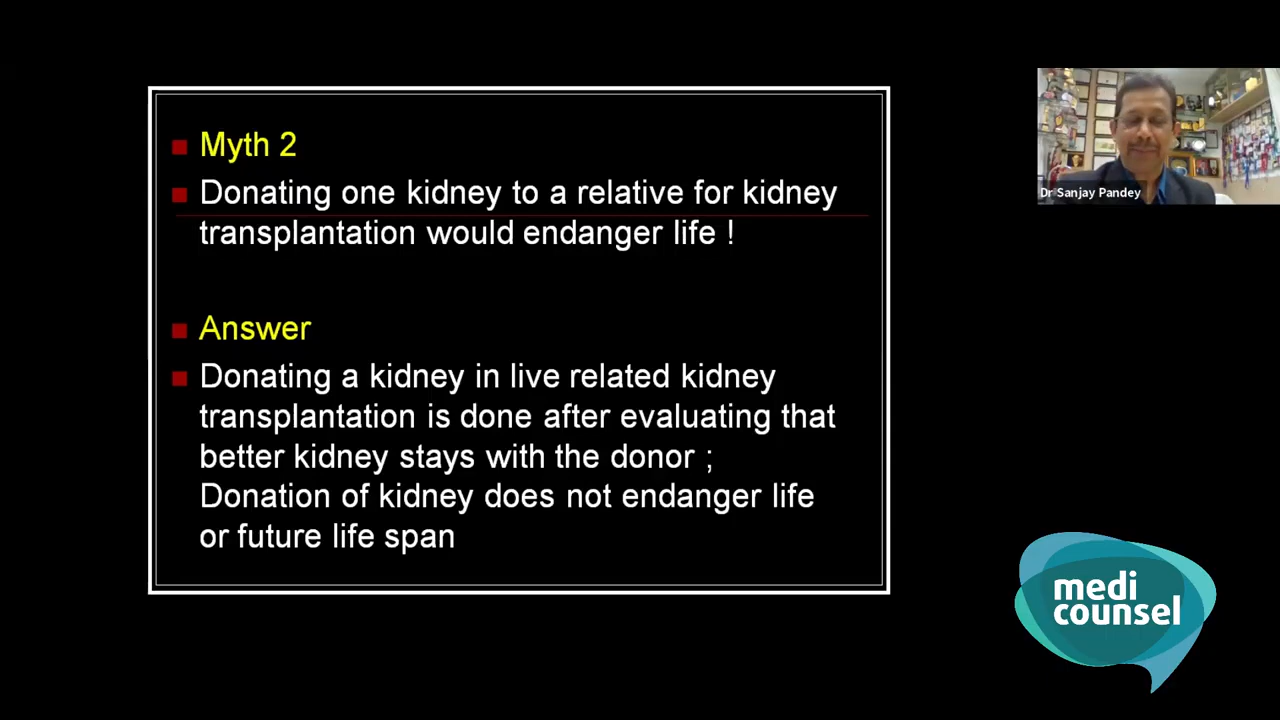 Myth 2
Donating one kidney to a relative for kidney
transplantation would endanger life !
Answer
Donating a kidney in live related kidney
transplantation is done after evaluating that
better kidney stays with the donor ;
Donation of kidney does not endanger life
or future life span
Dr Sanjay Pandey
medi
counsel